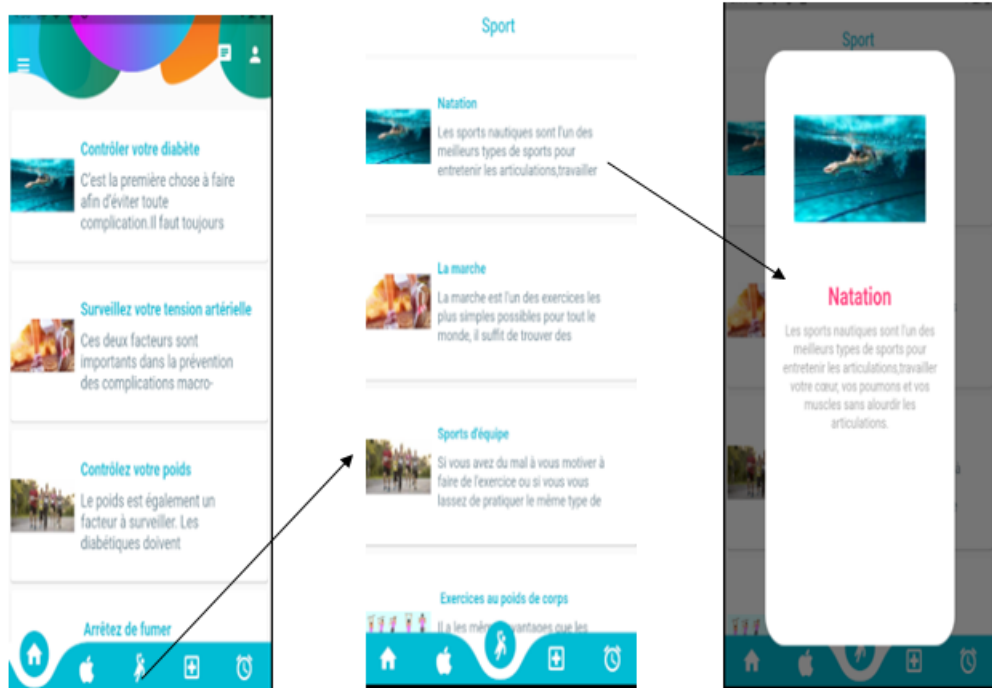 Contrôler votre diabète
C'est la première chose à faire
afin d'éviter toute
complication.Il faut toujours
Surveillez votre tension artérielle
Ces deux facteurs sont
importants dans la prévention
des complications macro-
Contrôlez votre poids
Le poids est également un
facteur à surveiller. Les
diabétiques doivent
Arrêtez de fumer
Sport
Natation
Les sports nautiques sont l'un des
meilleurs types de sports pour
entretenir les articulations,travailler
La marche
La marche est l'un des exercices les
plus simples possibles pour tout le
monde, il suffit de trouver des
Sports d'équipe
Si vous avez du mal à vous motiver à
faire de l'exercice ou si vous vous
lassez de pratiquer le même type de
Exercices au poids de corps
Il a les mêmes avantages que les
Sport
Natation
Les sports nautiques sont l'un des
meilleurs types de sports pour
entretenir les articulations,travailler
votre cœur, vos poumons et vos
muscles sans alourdir les
articulations.